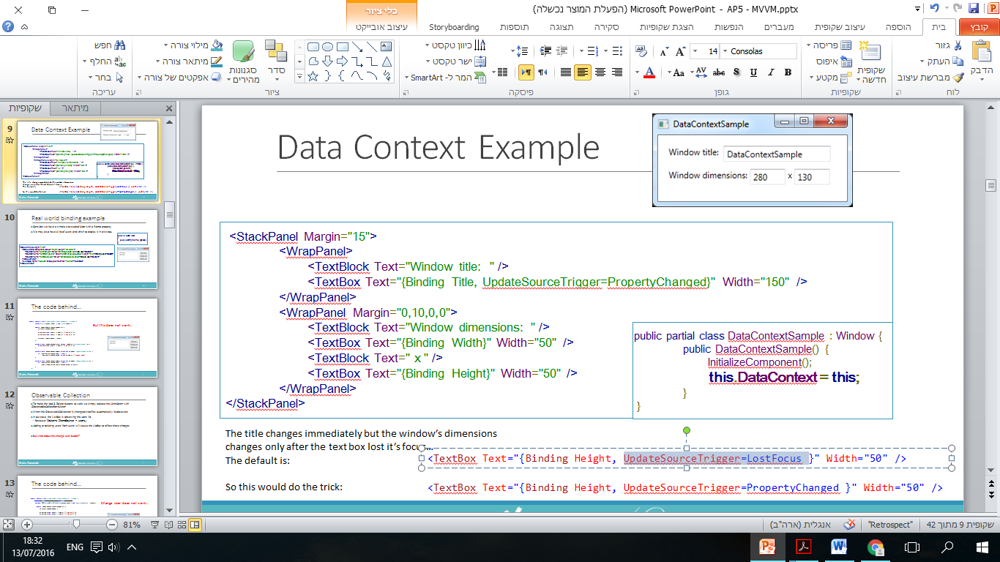 AP5 - MVVM.pptx - Microsoft PowerPoint (הפעלת המוצר נכשלה)
כלי ציור
קובץ
בית
הוספה
עיצוב שקופית
מעברים
הנפשות
הצגת שקופיות
סקירה
תצוגה
תוספות
Storyboarding
עיצוב אובייקט
הדבק
גזור
העתק
מברשת עיצוב
לוח
שקופית חדשה
פריסה
איפוס
מקטע
שקופיות
Consolas
14
גופן
כיוון טקסט
ישר טקסט
המר ל- SmartArt
פיסקה
סדר
סגנונות מהירים
מילוי צורה
מיתאר צורה
אפקטים של צורה
ציור
חפש
החלף
בחר
עריכה
שקופיות
מיתאר
9
Data Context Example
10
Real world binding example
11
The code behind...
12
Observable Collection
13
The code behind...
Data Context Example
DataContextSample
Window title: DataContextSample
Window dimensions: 280 x 130
<StackPanel Margin="15">
<WrapPanel>
<TextBlock Text="Window title: " />
<TextBox Text="{Binding Title, UpdateSourceTrigger=PropertyChanged}" Width="150" />
</WrapPanel>
<WrapPanel Margin="0,10,0,0">
<TextBlock Text="Window dimensions: " />
<TextBox Text="{Binding Width}" Width="50" />
<TextBlock Text=" x " />
<TextBox Text="{Binding Height}" Width="50" />
</WrapPanel>
</StackPanel>
public partial class DataContextSample : Window {
public DataContextSample() {
InitializeComponent();
this.DataContext = this;
}
}
The title changes immediately but the window's dimensions
changes only after the text box lost it's focus...
The default is:
<TextBox Text="{Binding Height, UpdateSourceTrigger=LostFocus }" Width="50" />
So this would do the trick:
<TextBox Text="{Binding Height, UpdateSourceTrigger=PropertyChanged }" Width="50" />
שקופית 9 מתוך 42
"Retrospect"
אנגלית (ארה"ב)
81%
18:32
13/07/2016
ENG